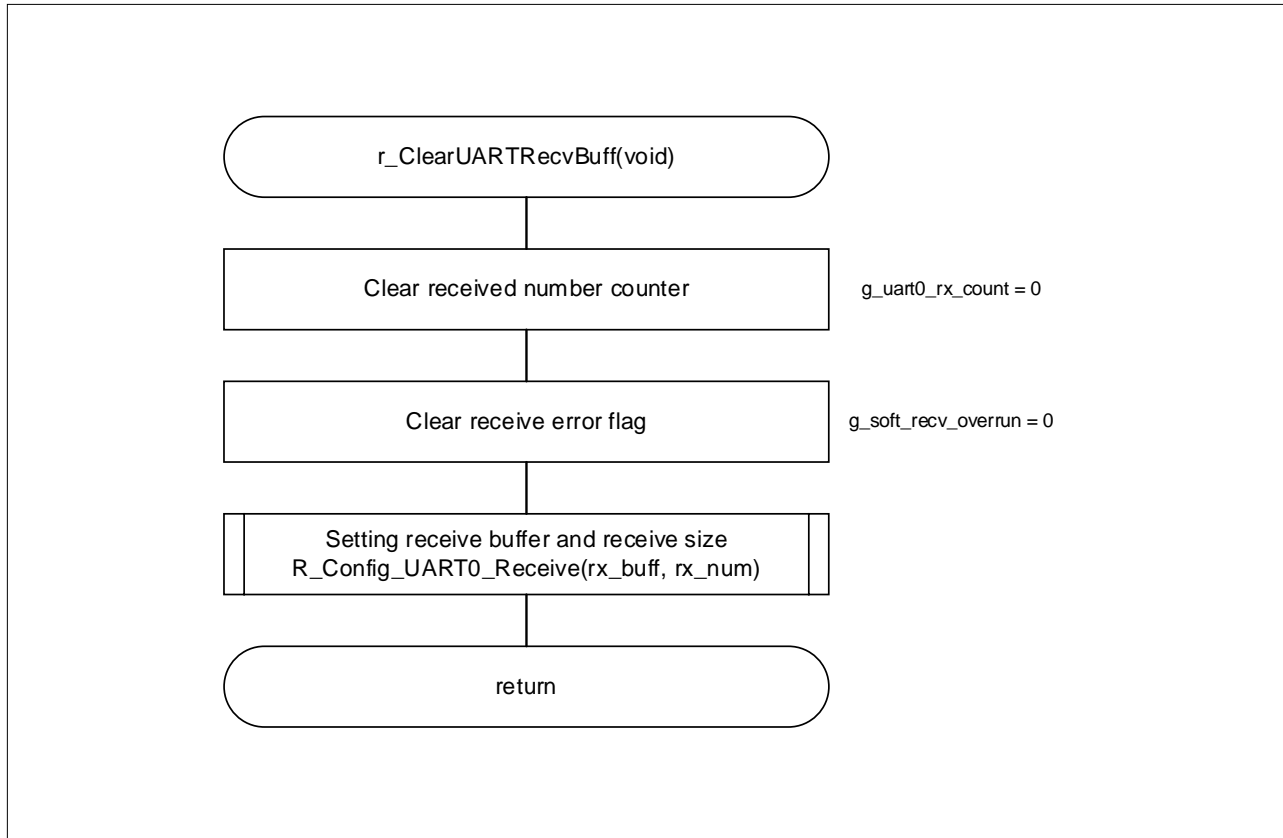 r_ClearUARTRecvBuff(void)
Clear received number counter
g_uart0_rx_count = 0
Clear receive error flag
g_soft_recv_overrun = 0
Setting receive buffer and receive size
R_Config_UART0_Receive(rx_buff, rx_num)
return